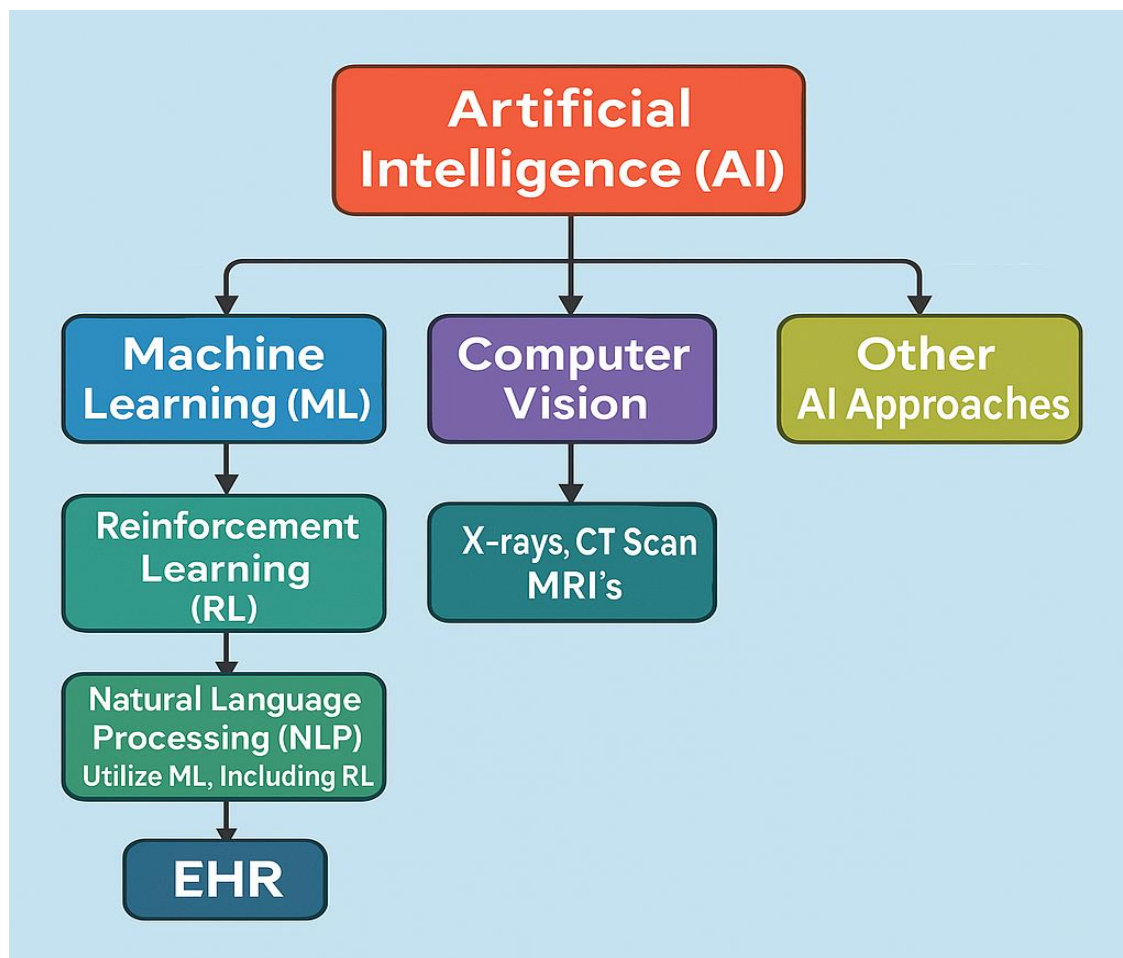 Artificial
Intelligence (AI)
Machine
Learning (ML)
Computer
Vision
Other
AI Approaches
Reinforcement
Learning
(RL)
X-rays, CT Scan
MRI's
Natural Language
Processing (NLP)
Utilize ML, Including RL
EHR